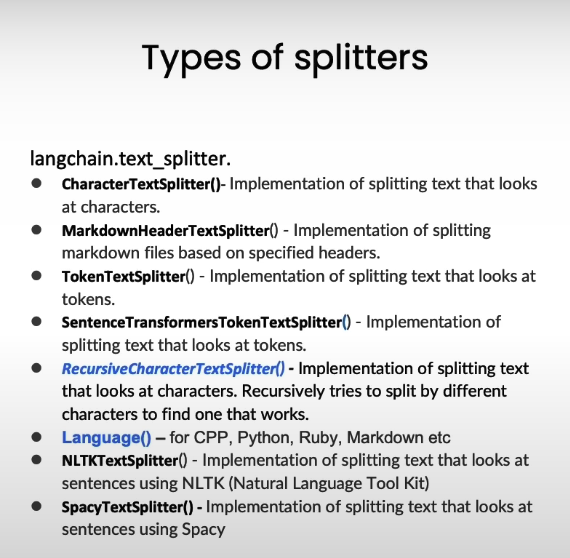 Types of splitters
langchain.text_splitter.
● CharacterTextSplitter()- Implementation of splitting text that looks
at characters.
● MarkdownHeaderTextSplitter() - Implementation of splitting
markdown files based on specified headers.
● TokenTextSplitter() - Implementation of splitting text that looks at
tokens.
● SentenceTransformersTokenTextSplitter() - Implementation of
splitting text that looks at tokens.
● RecursiveCharacterTextSplitter() - Implementation of splitting text
that looks at characters. Recursively tries to split by different
characters to find one that works.
● Language() – for CPP, Python, Ruby, Markdown etc
● NLTKTextSplitter() - Implementation of splitting text that looks at
sentences using NLTK (Natural Language Tool Kit)
● SpacyTextSplitter() - Implementation of splitting text that looks at
sentences using Spacy